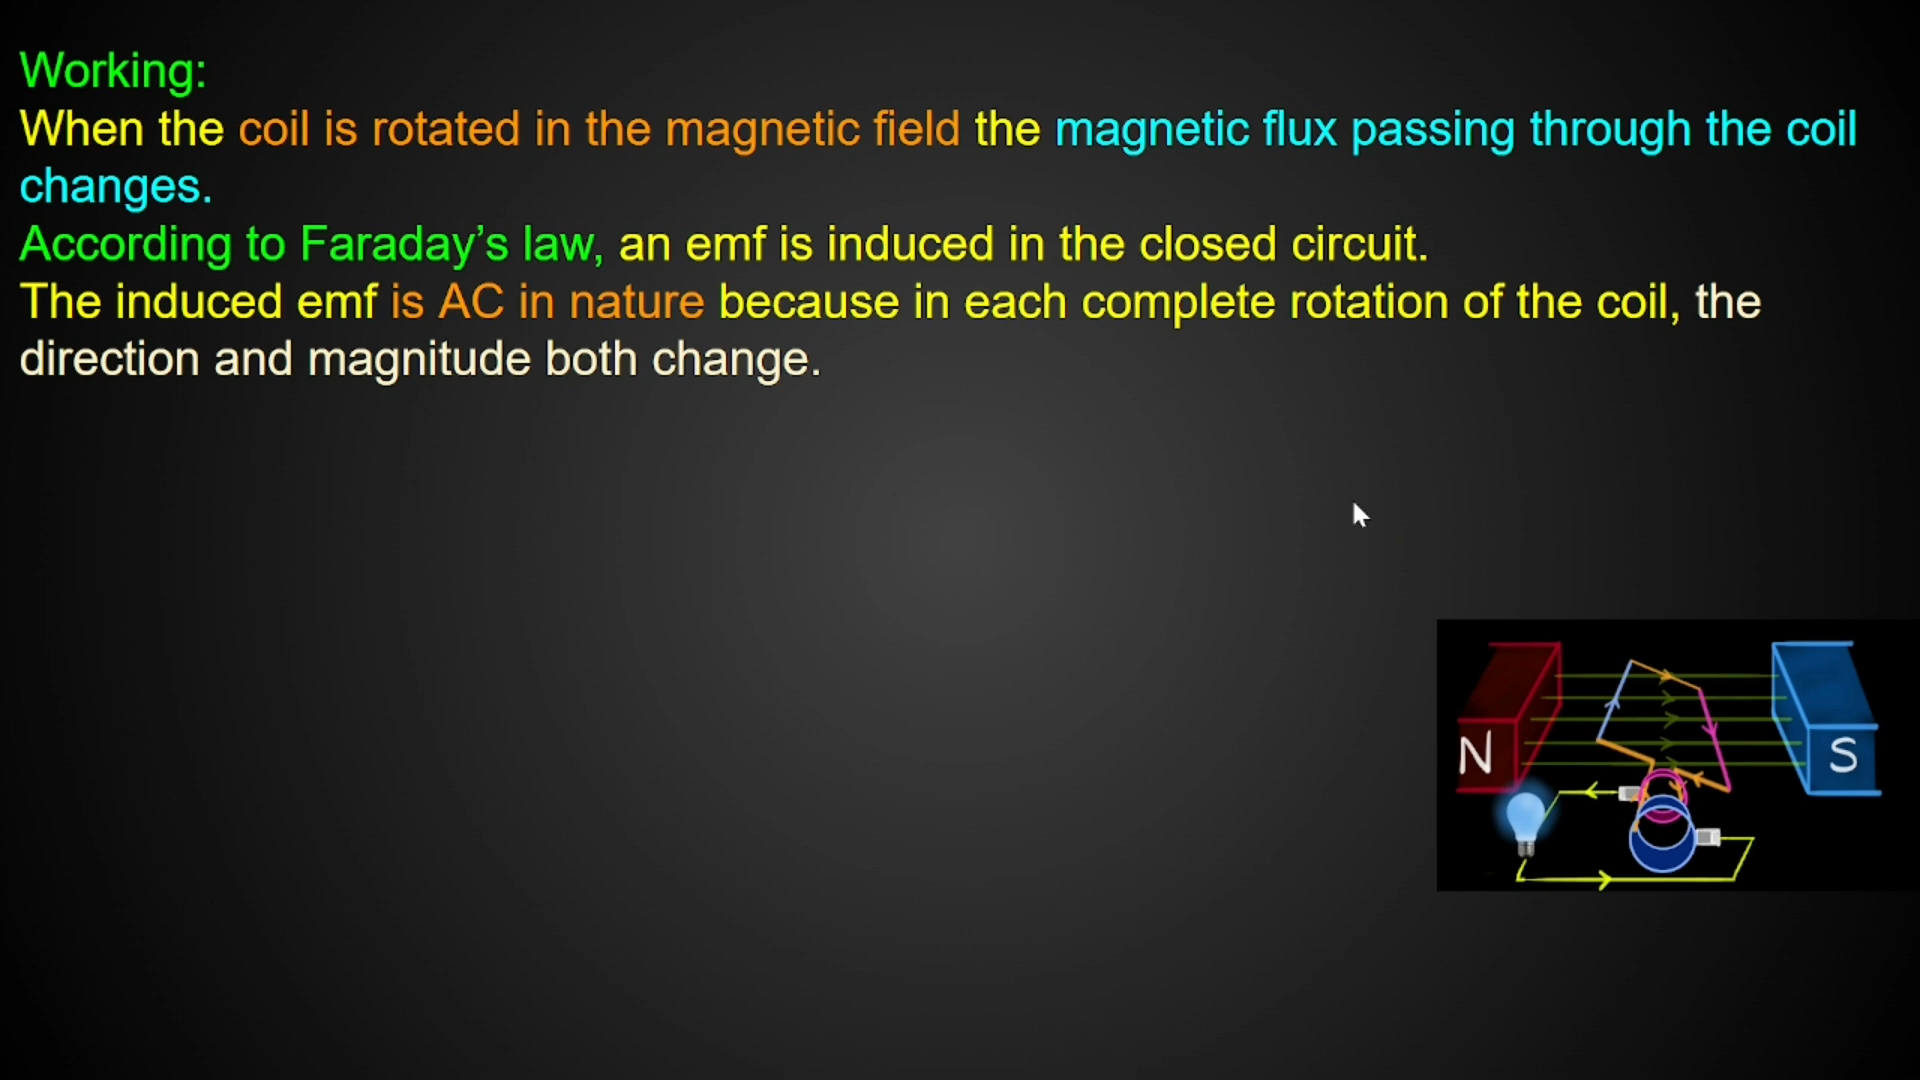 Working:
When the coil is rotated in the magnetic field the magnetic flux passing through the coil
changes.
According to Faraday’s law, an emf is induced in the closed circuit.
The induced emf is AC in nature because in each complete rotation of the coil, the
direction and magnitude both change.
N
S